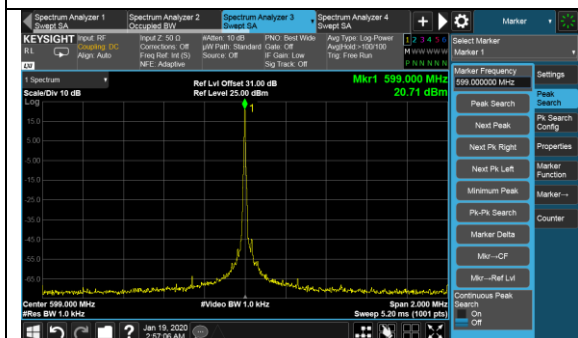 Spectrum Analyzer 1
Swept SA
Spectrum Analyzer 2
Occupied BW
Spectrum Analyzer 3
Swept SA
Spectrum Analyzer 4
Swept SA
Marker
KEYSIGHT
RL
Input: RF
Coupling: DC
Align: Auto
Input Z: 50 Ω
Corrections: Off
Freq Ref: Int (S)
NFE: Adaptive
#Atten: 10 dB
µW Path: Standard
Source: Off
PNO: Best Wide
Gate: Off
IF Gain: Low
Sig Track: Off
Avg Type: Log-Power
Avg|Hold:>100/100
Trig: Free Run
1 2 3 4 5 6
M W W W W W
P N N N N N
Select Marker
Marker 1
Marker Frequency
599.000000 MHz
Peak Search
Next Peak
Next Pk Right
Next Pk Left
Minimum Peak
Pk-Pk Search
Marker Delta
Mkr→CF
Mkr→Ref Lvl
Continuous Peak
Search
On
Off
Settings
Peak
Search
Pk Search
Config
Properties
Marker
Function
Marker→
Counter
1 Spectrum
Scale/Div 10 dB
Log
Ref Lvl Offset 31.00 dB
Ref Level 25.00 dBm
Mkr1 599.000 MHz
20.71 dBm
1
15.0
5.00
-5.00
-15.0
-25.0
-35.0
-45.0
-55.0
-65.0
Center 599.000 MHz
#Res BW 1.0 kHz
#Video BW 1.0 kHz
Span 2.000 MHz
Sweep 5.20 ms (1001 pts)
Jan 19, 2020
2:57:06 AM